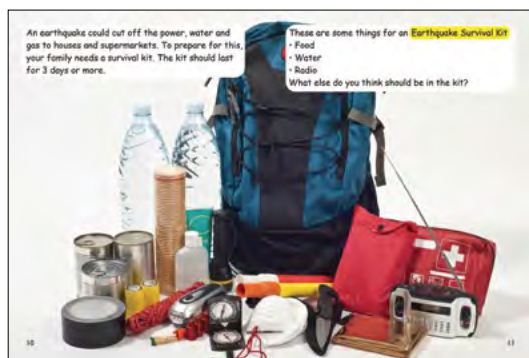 An earthquake could cut off the power, water and
gas to houses and supermarkets. To prepare for this,
your family needs a survival kit. The kit should last
for 3 days or more.
These are some things for an Earthquake Survival Kit
• Food
• Water
• Radio
What else do you think should be in the kit?
10
11